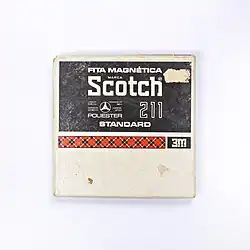 FITA MAGNÉTICA
MARCA
Scotch®
POLIESTER 211
STANDARD
3M